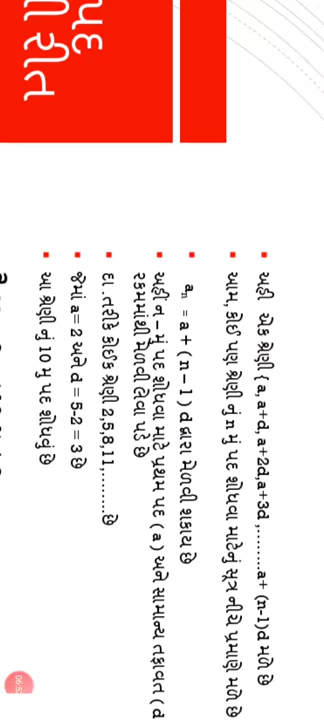 પદ
ી રીત
અહી એક શ્રેણી (a, a+d, a+2d,a+3d ,.........a+ (n-1)d મળે છે
આમ, કોઈ પણ શ્રેણી નું n મું પદ શોધવા માટેનું સૂત્ર નીચે પ્રમાણે મળે છે
aₙ = a + ( n – 1 ) d દ્વારા મેળવી શકાય છે
અહીં ન – મું પદ શોધવા માટે પ્રથમ પદ ( a ) અને સામાન્ય તફાવત ( d
રકમમાંથી મેળવી લેવા પડે છે
દા .તરીકે કોઈક શ્રેણી 2,5,8,11,.........છે
જેમાં a= 2 અને d = 5-2 = 3 છે
આ શ્રેણી નું 10 મુ પદ શોધવું છે